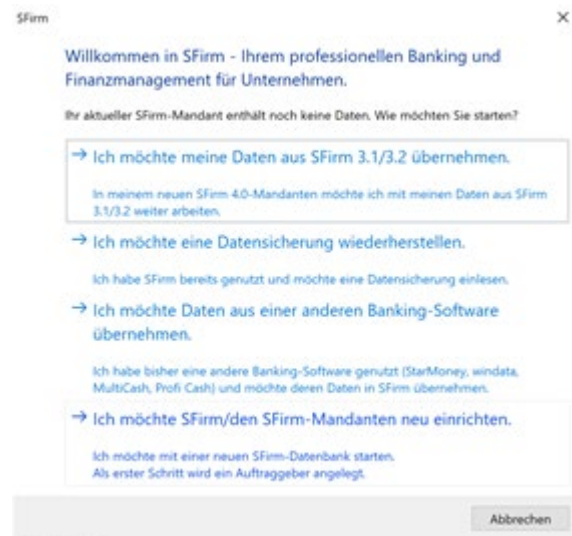 SFirm
Willkommen in SFirm - Ihrem professionellen Banking und
Finanzmanagement für Unternehmen.
Ihr aktueller SFirm-Mandant enthält noch keine Daten. Wie möchten Sie starten?
→ Ich möchte meine Daten aus SFirm 3.1/3.2 übernehmen.
In meinem neuen SFirm 4.0-Mandanten möchte ich mit meinen Daten aus SFirm
3.1/3.2 weiter arbeiten.
→ Ich möchte eine Datensicherung wiederherstellen.
Ich habe SFirm bereits genutzt und möchte eine Datensicherung einlesen.
→ Ich möchte Daten aus einer anderen Banking-Software
übernehmen.
Ich habe bisher eine andere Banking-Software genutzt (StarMoney, windata,
MultiCash, Profi Cash) und möchte deren Daten in SFirm übernehmen.
→ Ich möchte SFirm/den SFirm-Mandanten neu einrichten.
Ich möchte mit einer neuen SFirm-Datenbank starten.
Als erster Schritt wird ein Auftraggeber angelegt.
Abbrechen